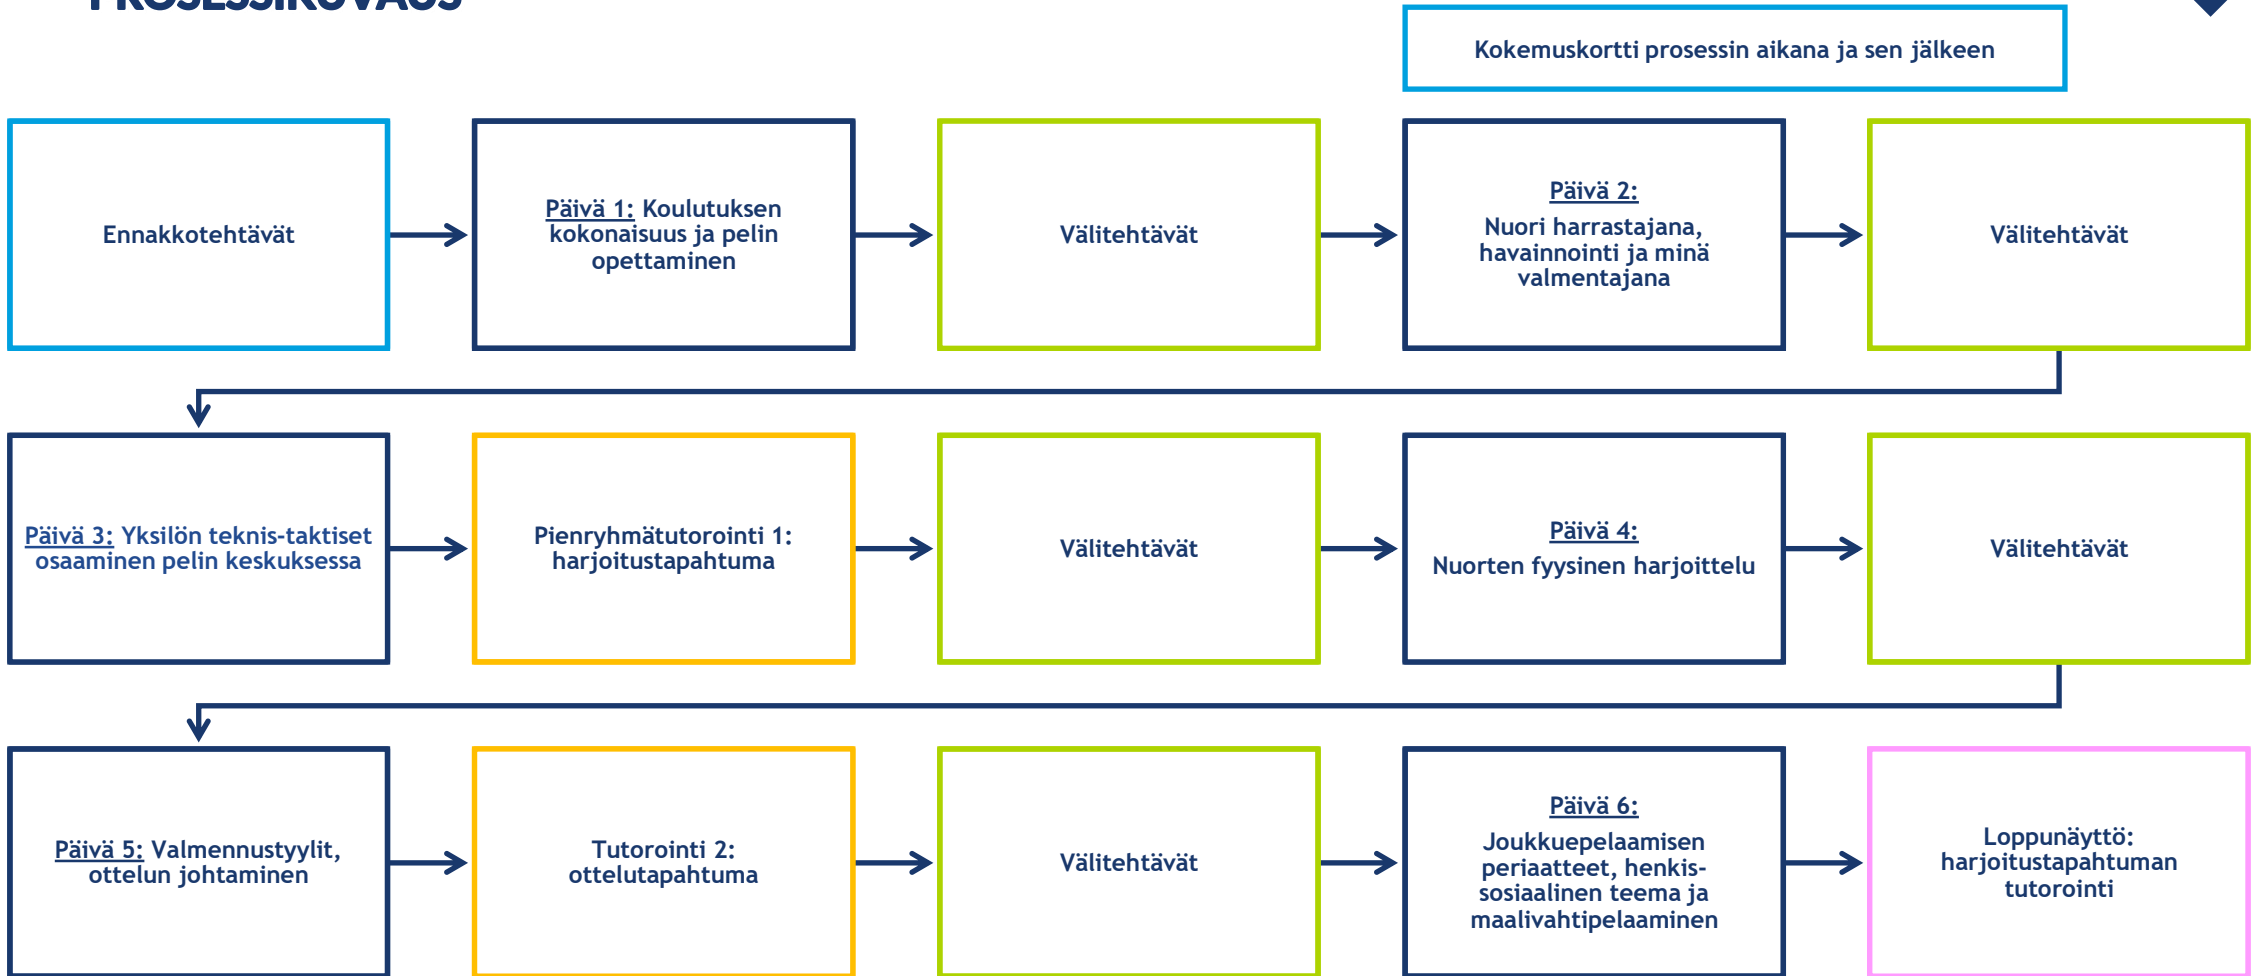 PROSESSIKUVAUS
Kokemuskortti prosessin aikana ja sen jälkeen
Ennakkotehtävät
Päivä 1: Koulutuksen
kokonaisuus ja pelin
opettaminen
Välitehtävät
Päivä 2:
Nuori harrastajana,
havainnointi ja minä
valmentajana
Välitehtävät
Päivä 3: Yksilön teknis-taktiset
osaaminen pelin keskuksessa
Pienryhmätutorointi 1:
harjoitustapahtuma
Välitehtävät
Päivä 4:
Nuorten fyysinen harjoittelu
Välitehtävät
Päivä 5: Valmennustyylit,
ottelun johtaminen
Tutorointi 2:
ottelutapahtuma
Välitehtävät
Päivä 6:
Joukkuepelaamisen
periaatteet, henkis-
sosiaalinen teema ja
maalivahtipelaaminen
Loppunäyttö:
harjoitustapahtuman
tutorointi